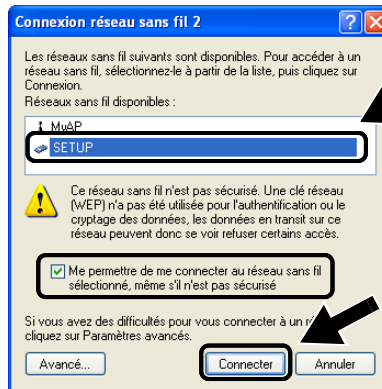 Connexion réseau sans fil 2
Les réseaux sans fil suivants sont disponibles. Pour accéder à un
réseau sans fil, sélectionnez-le à partir de la liste, puis cliquez sur
Connexion.
Réseaux sans fil disponibles :
MyAP
SETUP
Ce réseau sans fil n'est pas sécurisé. Une clé réseau
(WEP) n'a pas été utilisée pour l'authentification ou le
cryptage des données, les données en transit sur ce
réseau peuvent donc se voir refuser certains accès.
Me permettre de me connecter au réseau sans fil
sélectionné, même s'il n'est pas sécurisé
Si vous avez des difficultés pour vous connecter à un
cliquez sur Paramètres avancés.
Avancé...
Connecter
Annuler